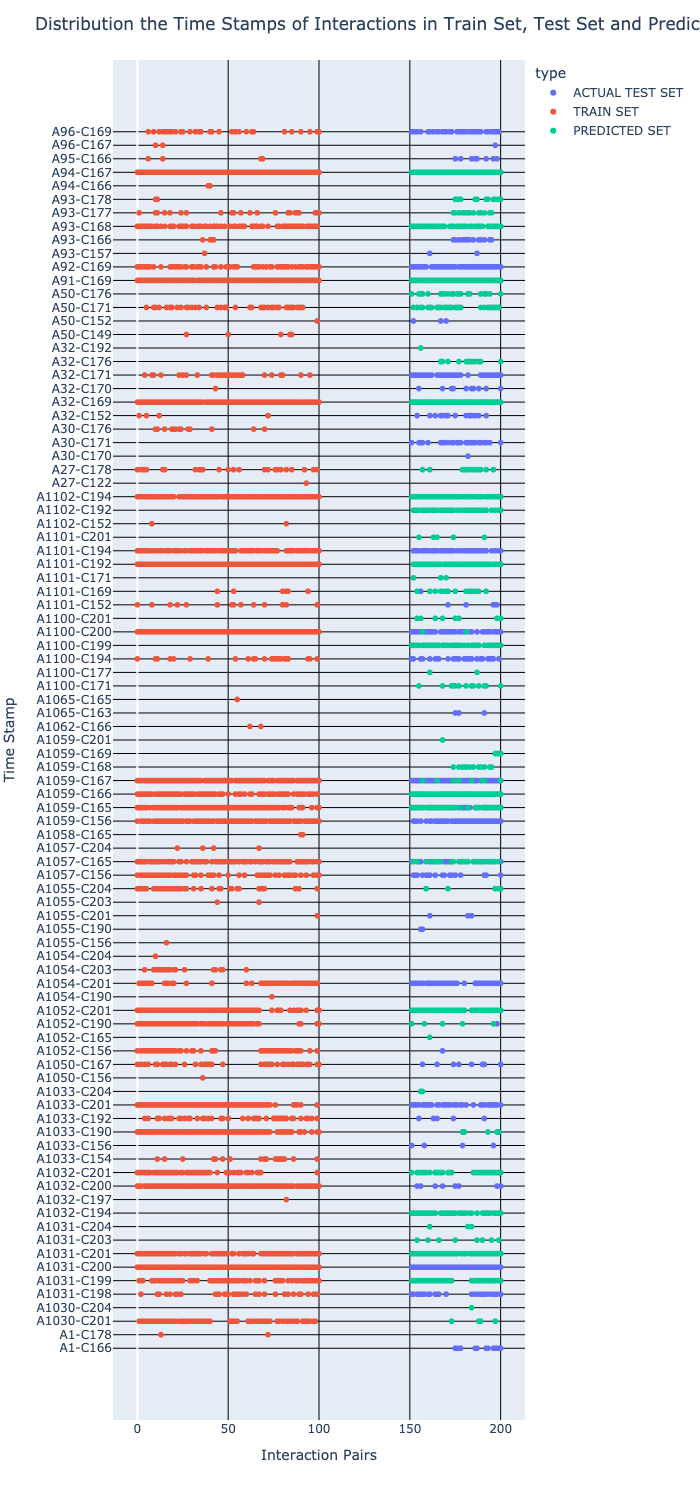 Distribution the Time Stamps of Interactions in Train Set, Test Set and Predic
type
ACTUAL TEST SET
TRAIN SET
PREDICTED SET
A96-C169
A96-C167
A95-C166
A94-C167
A94-C166
A93-C178
A93-C177
A93-C168
A93-C166
A93-C157
A92-C169
A91-C169
A50-C176
A50-C171
A50-C152
A50-C149
A32-C192
A32-C176
A32-C171
A32-C170
A32-C169
A32-C152
A30-C176
A30-C171
A30-C170
A27-C178
A27-C122
A1102-C194
A1102-C192
A1102-C152
A1101-C201
A1101-C194
A1101-C192
A1101-C171
A1101-C169
A1101-C152
A1100-C201
A1100-C200
A1100-C199
A1100-C194
A1100-C177
A1100-C171
A1065-C165
A1065-C163
A1062-C166
A1059-C201
A1059-C169
A1059-C168
A1059-C167
A1059-C166
A1059-C165
A1059-C156
A1058-C165
A1057-C204
A1057-C165
A1057-C156
A1055-C204
A1055-C203
A1055-C201
A1055-C190
A1055-C156
A1054-C204
A1054-C203
A1054-C201
A1054-C190
A1052-C201
A1052-C190
A1052-C165
A1052-C156
A1050-C167
A1050-C156
A1033-C204
A1033-C201
A1033-C192
A1033-C190
A1033-C156
A1033-C154
A1032-C201
A1032-C200
A1032-C197
A1032-C194
A1031-C204
A1031-C203
A1031-C201
A1031-C200
A1031-C199
A1031-C198
A1030-C204
A1030-C201
A1-C178
A1-C166
Time Stamp
0 50 100 150 200
Interaction Pairs